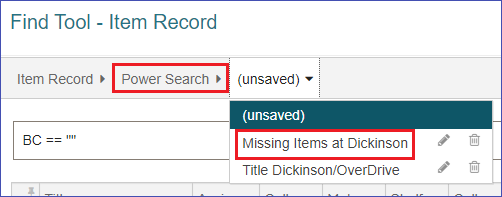 Find Tool - Item Record
Item Record Power Search (unsaved)
(unsaved)
BC == ""
Missing Items at Dickinson
Title Dickinson/OverDrive